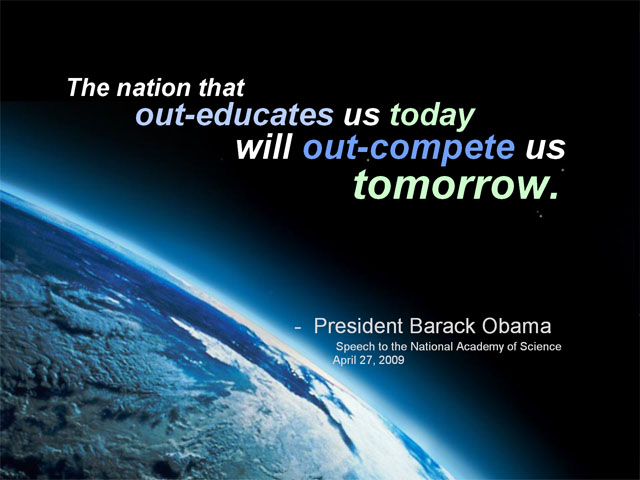 The nation that
out-educates us today
will out-compete us
tomorrow.
- President Barack Obama
Speech to the National Academy of Science
April 27, 2009